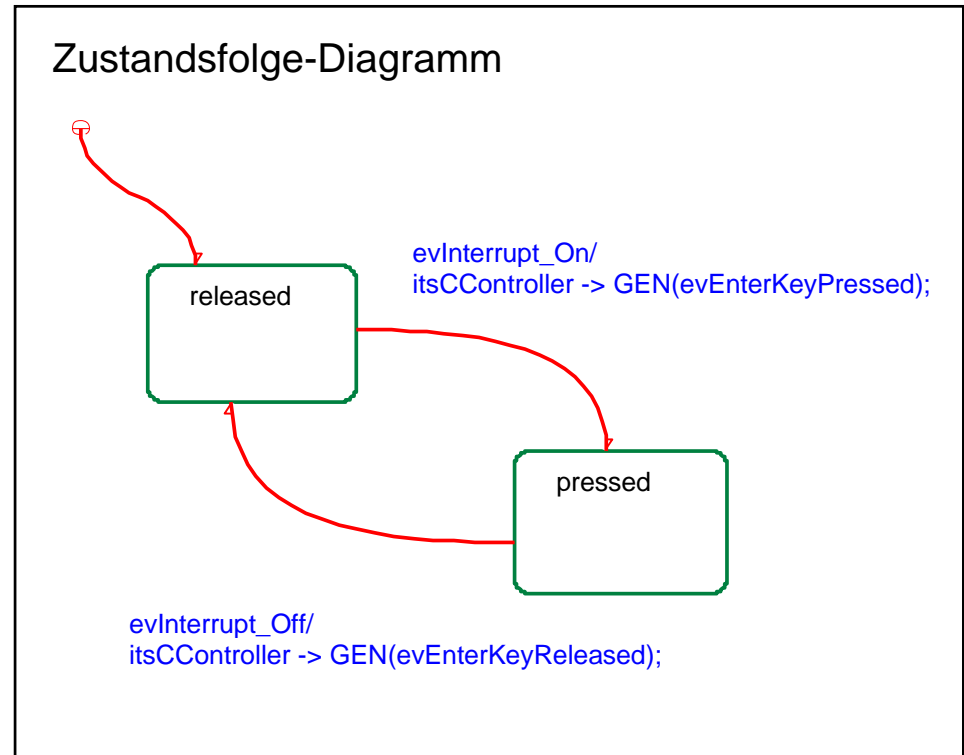 Zustandsfolge-Diagramm
evInterrupt_On/
itsCController -> GEN(evEnterKeyPressed);
released
pressed
evInterrupt_Off/
itsCController -> GEN(evEnterKeyReleased);